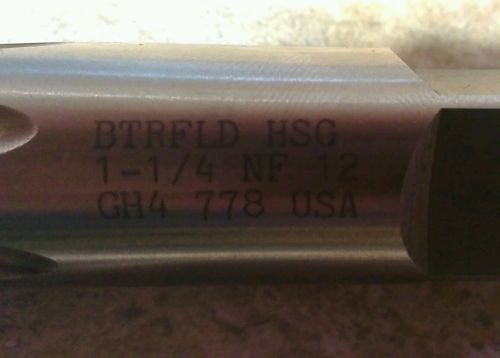 BTRFLD HSG
1-1/4 NF 12
GH4 778 USA